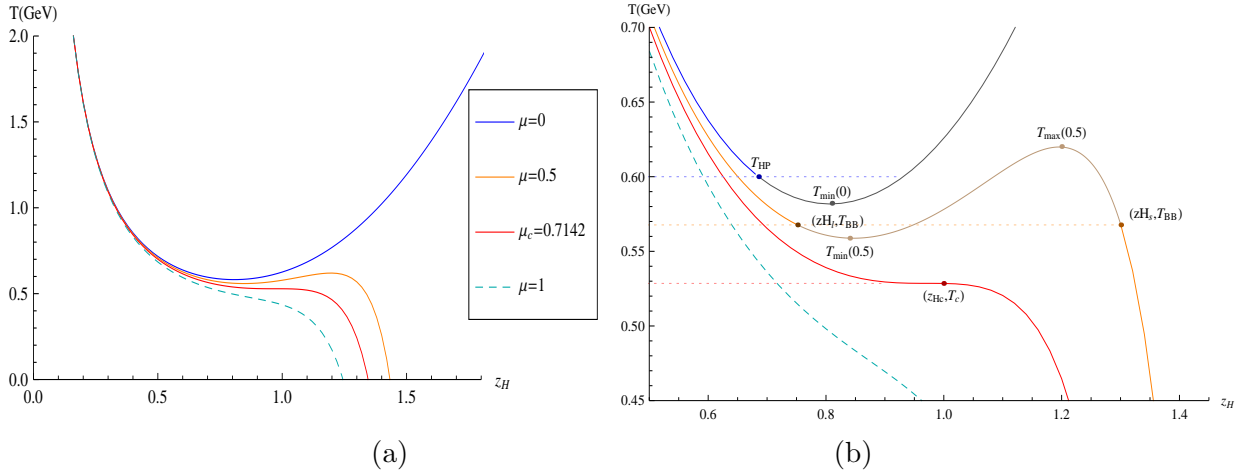 T(GeV)
2.0
1.5
1.0
0.5
0.0
0.0
0.5
1.0
1.5
z_H
μ=0
μ=0.5
μ_c=0.7142
μ=1
(a)
T(GeV)
0.70
0.65
0.60
0.55
0.50
0.45
0.6
0.8
1.0
1.2
1.4
z_H
T_HP
T_min(0)
T_max(0.5)
(zH_l,T_BB)
(zH_s,T_BB)
T_min(0.5)
(z_Hc,T_c)
(b)